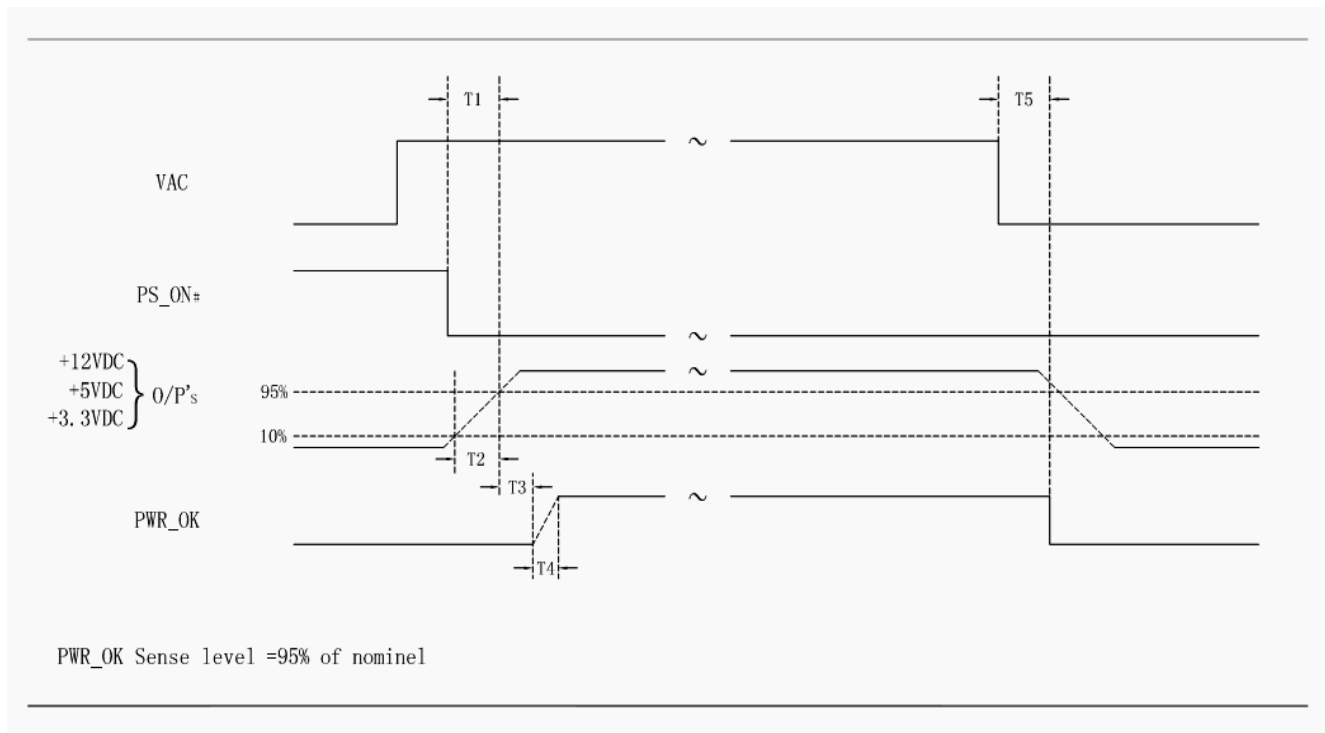 T1
T5
VAC
~
PS_ON#
~
+12VDC
+5VDC
+3.3VDC
O/P's
~
95%
10%
T2
T3
~
PWR_OK
T4
PWR_OK Sense level =95% of nominel